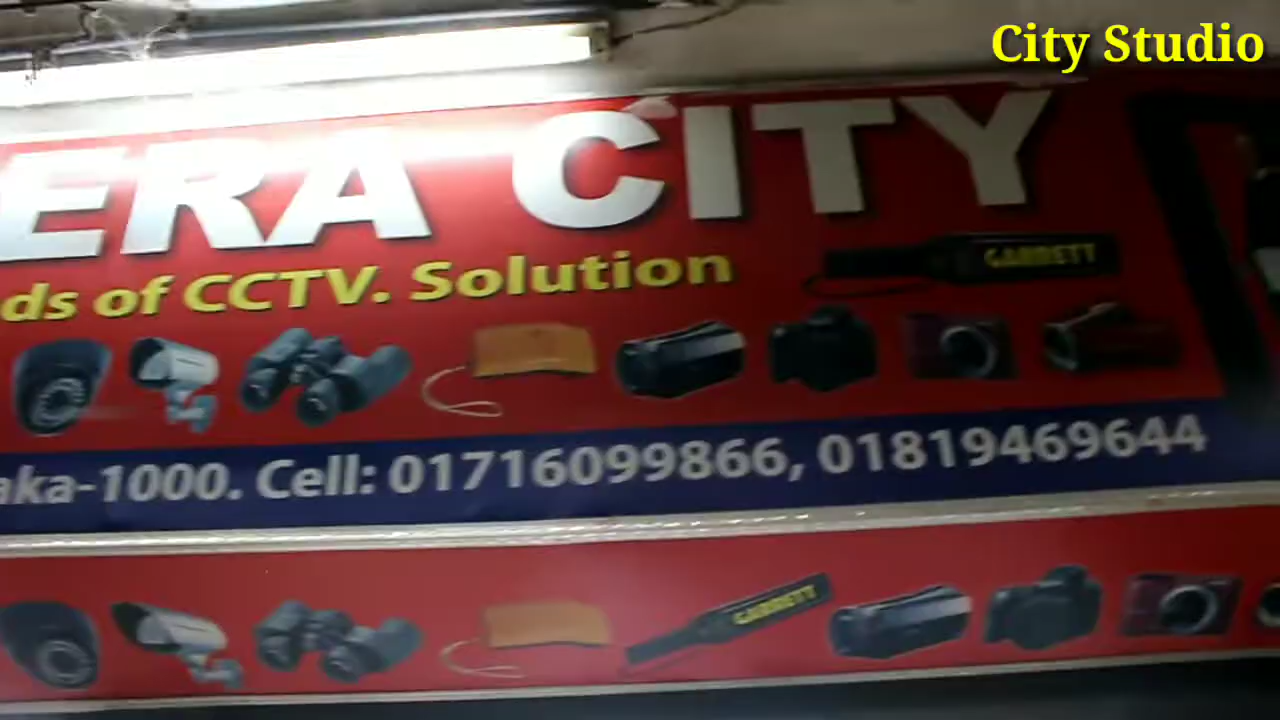 City Studio
ERA CITY
ds of CCTV. Solution
GARRETT
aka-1000. Cell: 01716099866, 01819469644
GARRETT